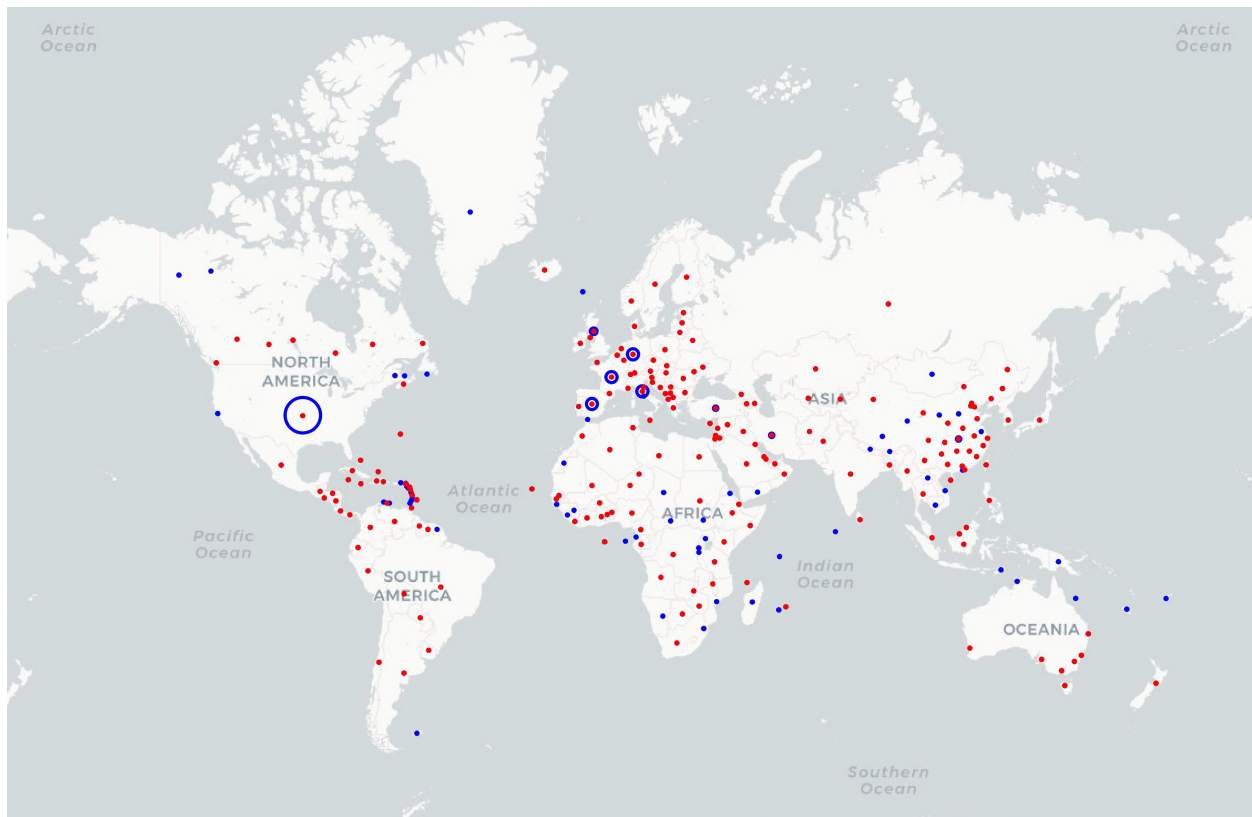 Arctic
Ocean
Arctic
Ocean
NORTH
AMERICA
ASIA
Atlantic
Ocean
AFRICA
Pacific
Ocean
Indian
Ocean
SOUTH
AMERICA
OCEANIA
Southern
Ocean